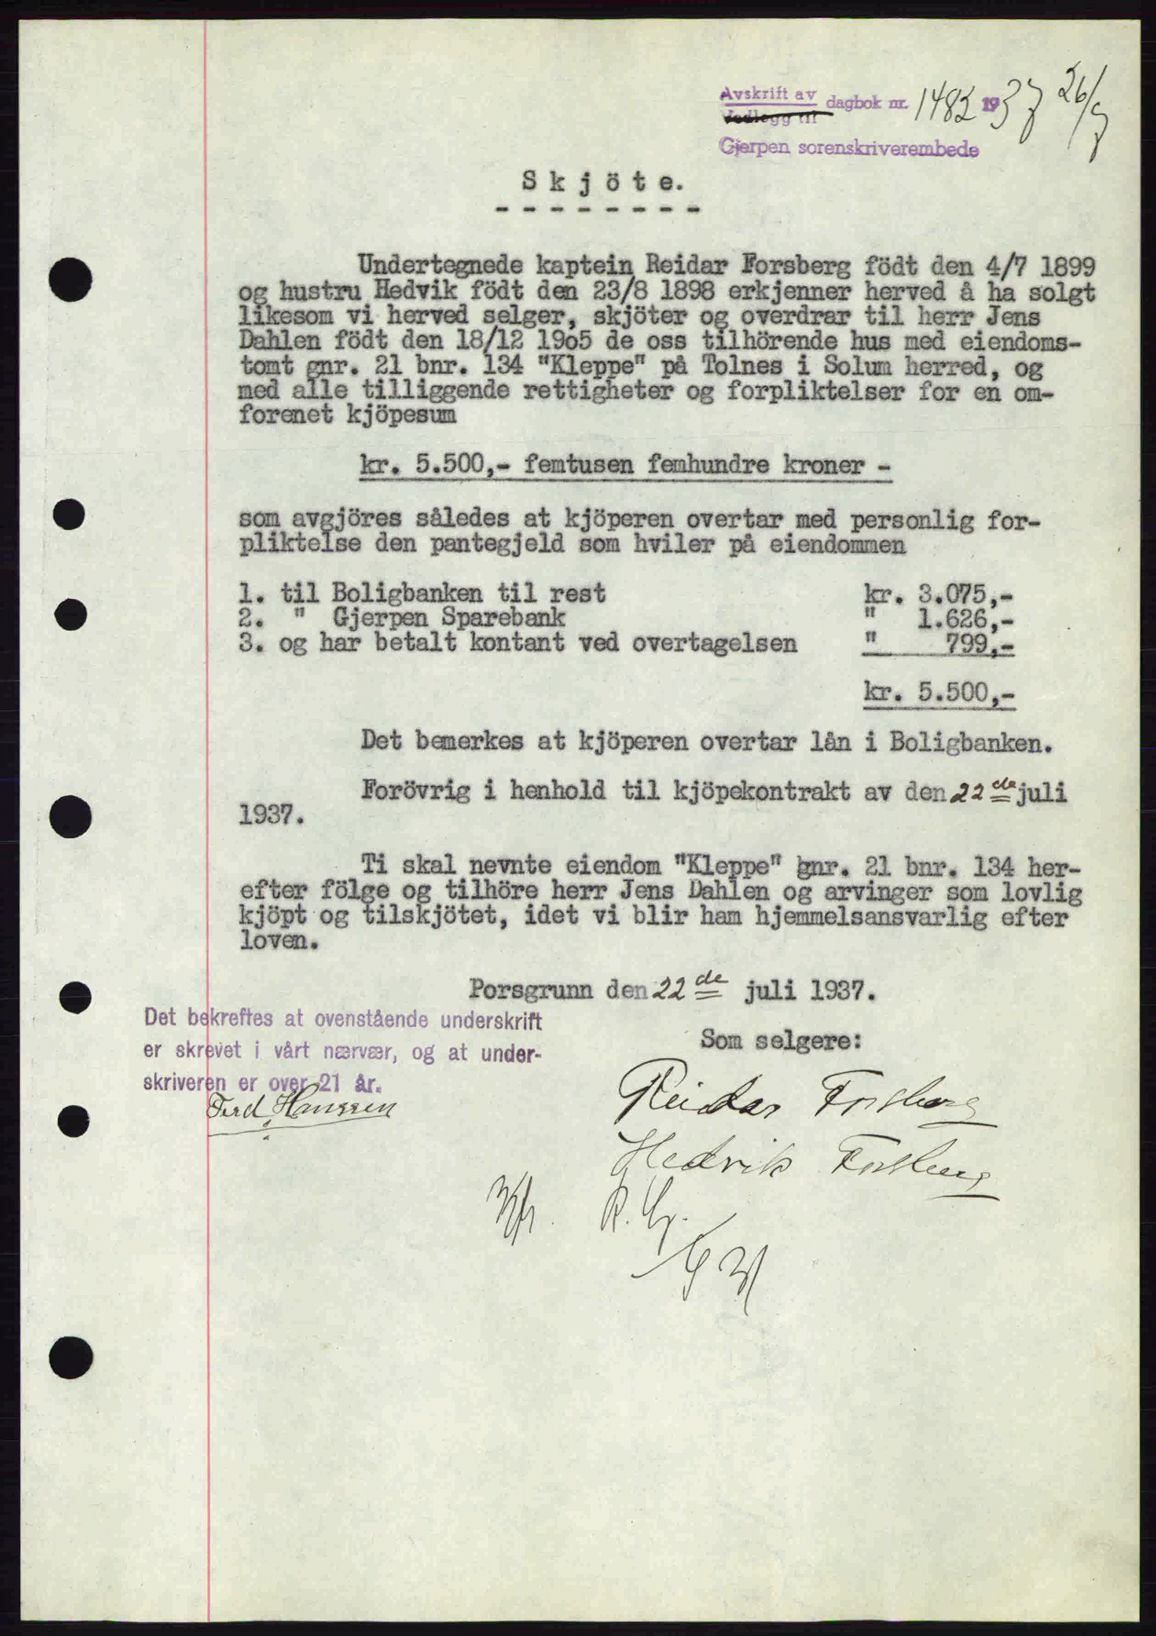 Avskrift av
Vedlegg til dagbok nr. 1482 1937 26/7
Gjerpen sorenskriverembede
Skjöte.
- - - - - - - -
Undertegnede kaptein Reidar Forsberg födt den 4/7 1899
og hustru Hedvik födt den 23/8 1898 erkjenner herved å ha solgt
likesom vi herved selger, skjöter og overdrar til herr Jens
Dahlen födt den 18/12 19o5 de oss tilhörende hus med eiendoms-
tomt gnr. 21 bnr. 134 "Kleppe" på Tolnes i Solum herred, og
med alle tilliggende rettigheter og forpliktelser for en om-
forenet kjöpesum
kr. 5.500,- femtusen femhundre kroner -
som avgjöres således at kjöperen overtar med personlig for-
pliktelse den pantegjeld som hviler på eiendommen
1. til Boligbanken til rest kr. 3.075,-
2. " Gjerpen Sparebank " 1.626,-
3. og har betalt kontant ved overtagelsen " 799,-
kr. 5.500,-
Det bemerkes at kjöperen overtar lån i Boligbanken.
Forövrig i henhold til kjöpekontrakt av den 22de juli
1937.
Ti skal nevnte eiendom "Kleppe" gnr. 21 bnr. 134 her-
efter fölge og tilhöre herr Jens Dahlen og arvinger som lovlig
kjöpt og tilskjötet, idet vi blir ham hjemmelsansvarlig efter
loven.
Porsgrunn den 22de juli 1937.
Det bekreftes at ovenstående underskrift
er skrevet i vårt nærvær, og at under-
skriveren er over 21 år.
Ferd. Hanssen
Som selgere:
Reidar Forsberg
Hedvik Forsberg